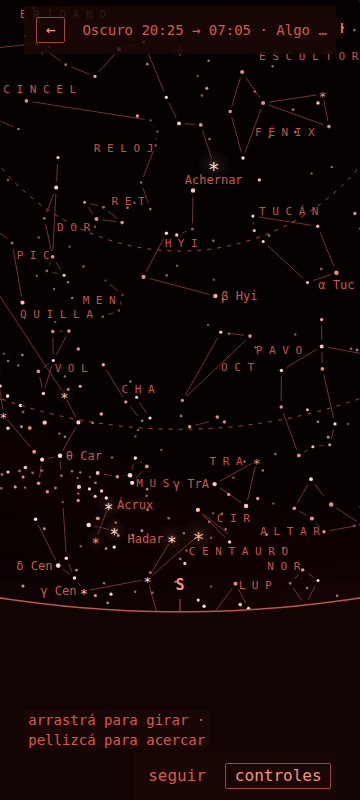 ERIDANO
← Oscuro 20:25 → 07:05 · Algo …
ESCULTOR
CINCEL
FÉNIX
RELOJ
Achernar
RET
TUCÁN
DOR
HYI
PIC
α Tuc
MEN
β Hyi
QUILLA
PAVO
VOL
OCT
CHA
θ Car
TRA
MUS
γ TrA
Ácrux
CIR
Hadar
ALTAR
CENTAURO
δ Cen
NOR
γ Cen
S
LUP
arrastrá para girar ·
pellizcá para acercar
seguir
controles